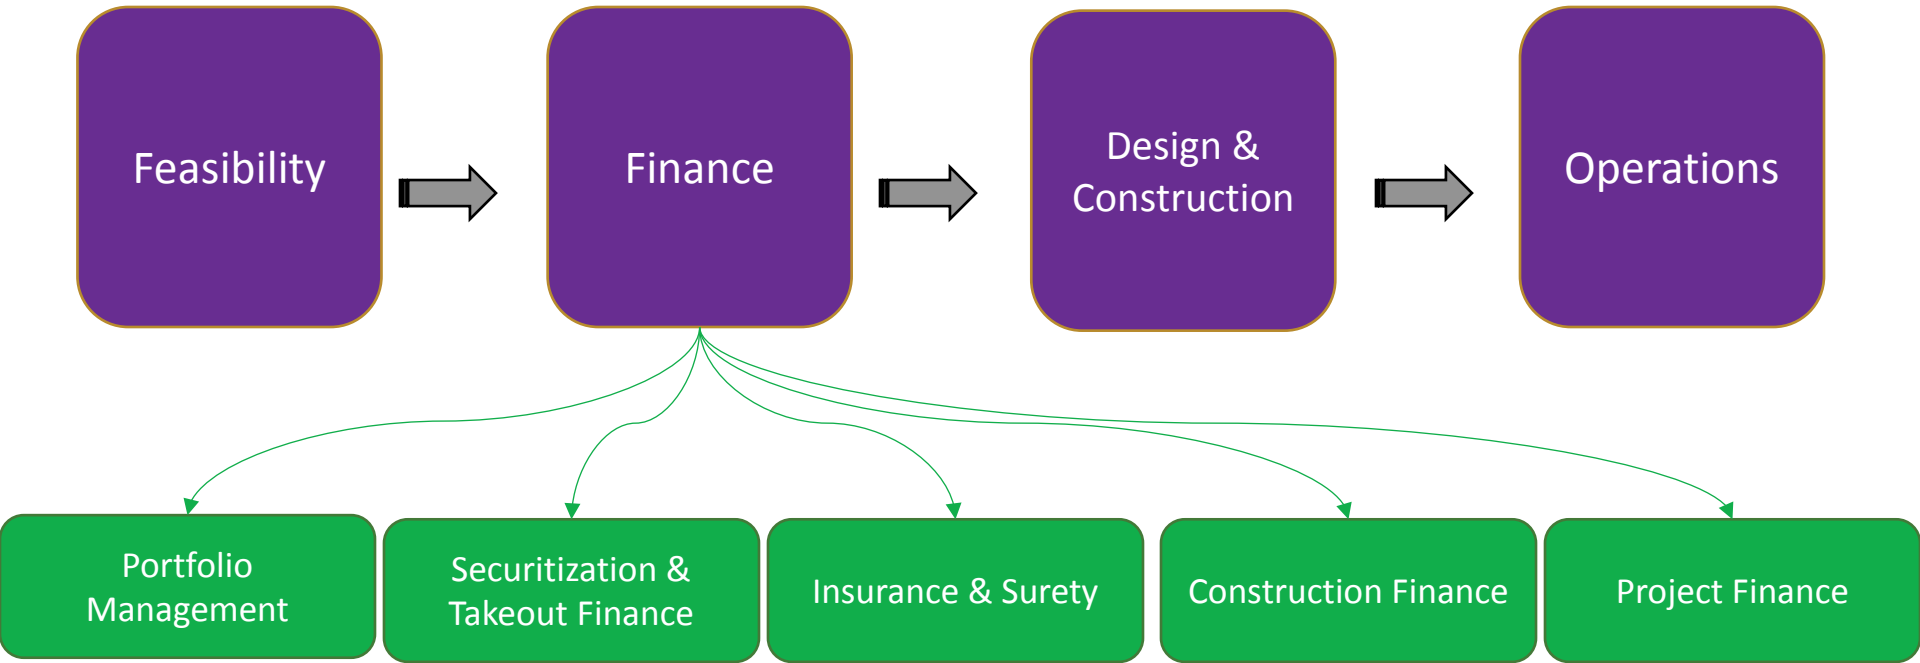 Feasibility
Finance
Design &
Construction
Operations
Portfolio
Management
Securitization &
Takeout Finance
Insurance & Surety
Construction Finance
Project Finance